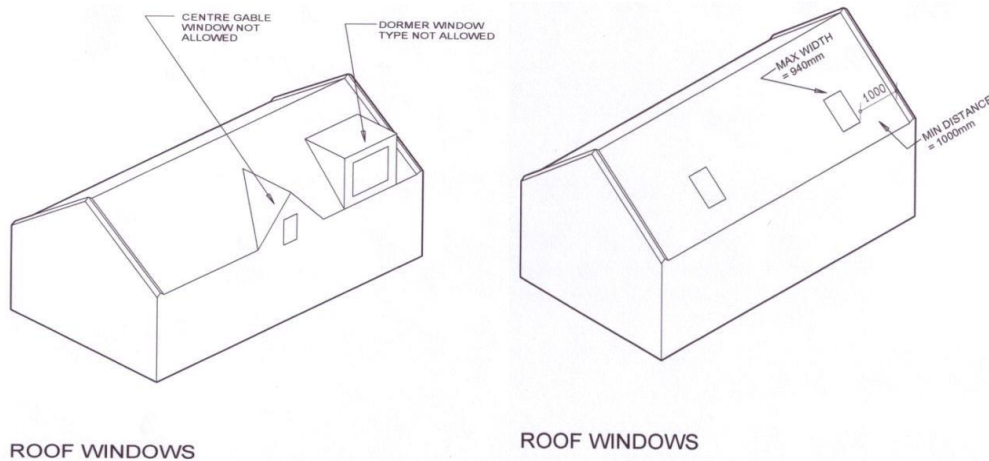 CENTRE GABLE
WINDOW NOT
ALLOWED
DORMER WINDOW
TYPE NOT ALLOWED
ROOF WINDOWS
MAX WIDTH
= 940mm
1000
MIN DISTANCE
= 1000mm
ROOF WINDOWS